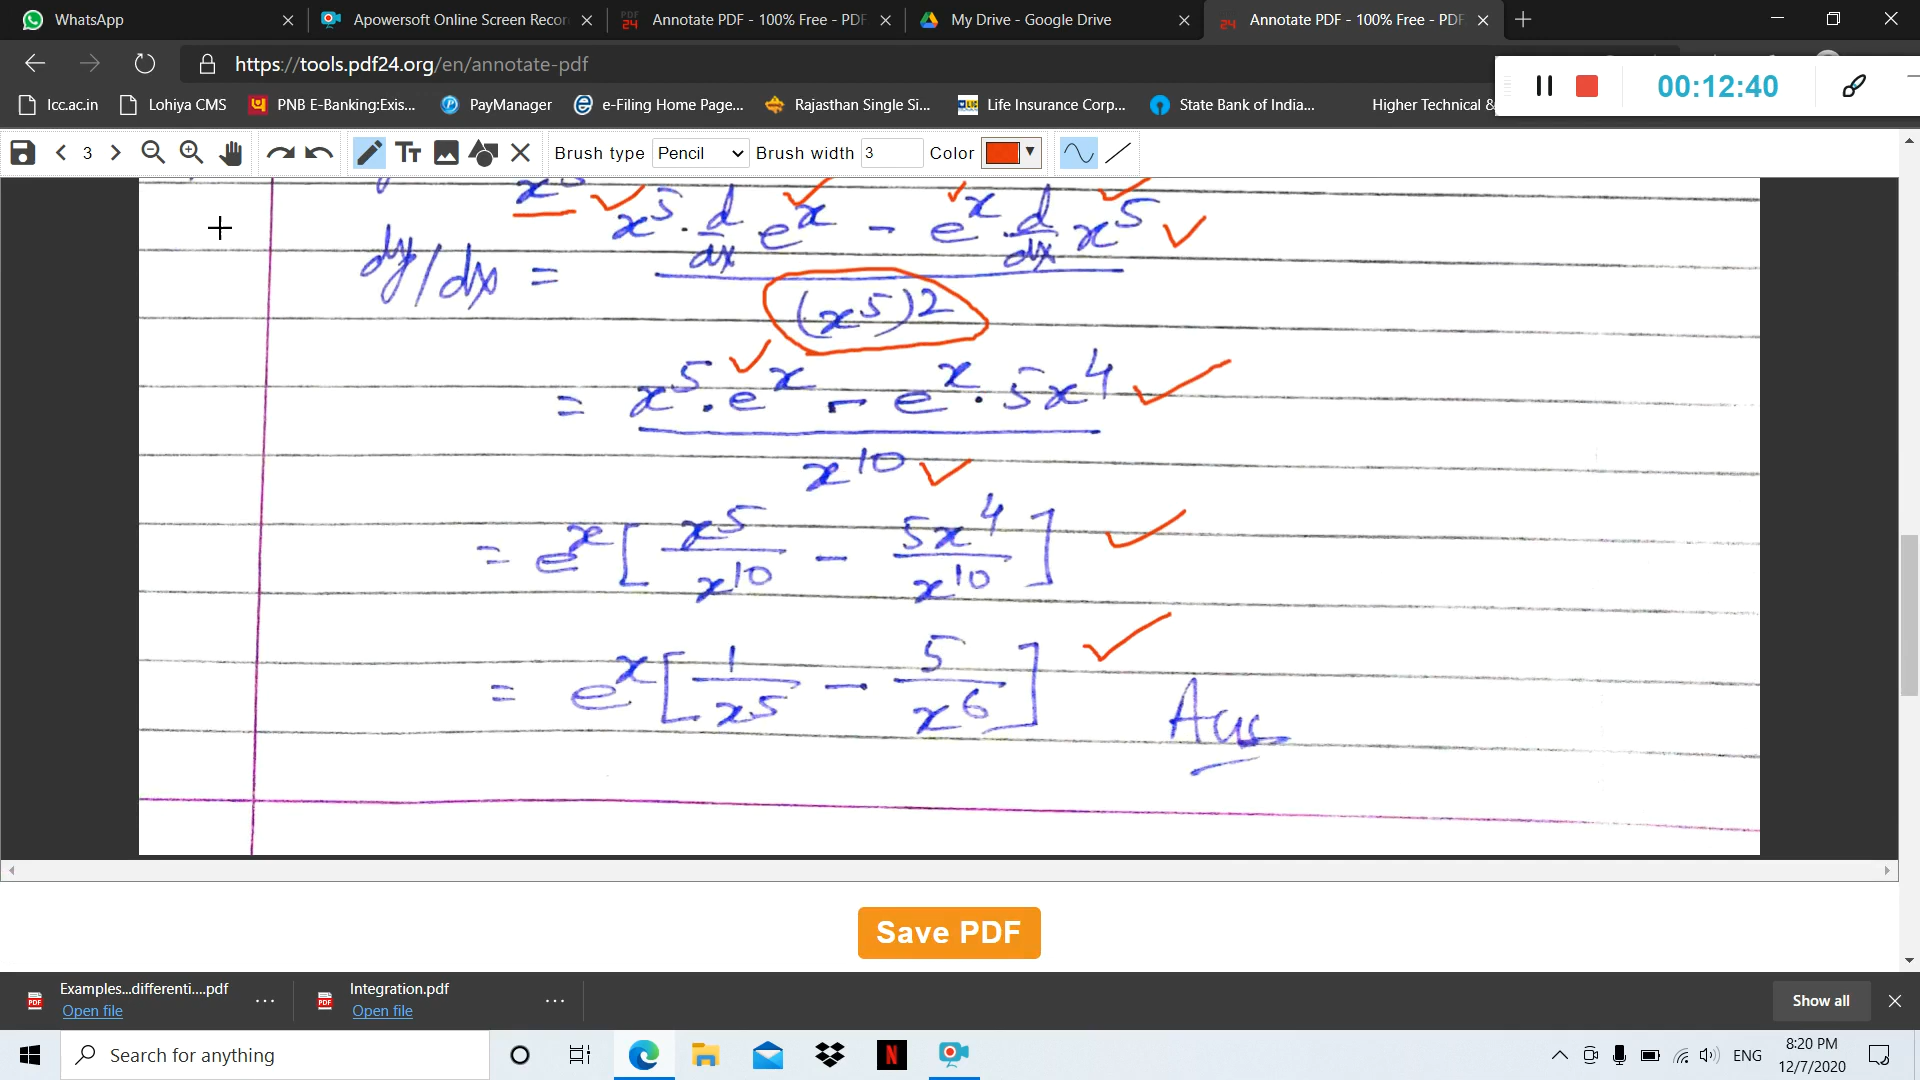 WhatsApp
Apowersoft Online Screen Recor
Annotate PDF - 100% Free - PDF
My Drive - Google Drive
Annotate PDF - 100% Free - PDF
https://tools.pdf24.org/en/annotate-pdf
00:12:40
lcc.ac.in
Lohiya CMS
PNB E-Banking:Exis...
PayManager
e-Filing Home Page...
Rajasthan Single Si...
Life Insurance Corp...
State Bank of India...
Higher Technical &
3
Brush type Pencil Brush width 3 Color
x^5 · d/dx e^x - e^x · d/dx x^5
dy/dx =
(x^5)2
= x^5 · e^x - e^x · 5x^4
x^10
= e^x [ x^5/x^10 - 5x^4/x^10 ]
= e^x [ 1/x^5 - 5/x^6 ] Ans
Save PDF
Examples...differenti....pdf
Open file
Integration.pdf
Open file
Show all
Search for anything
ENG
8:20 PM
12/7/2020